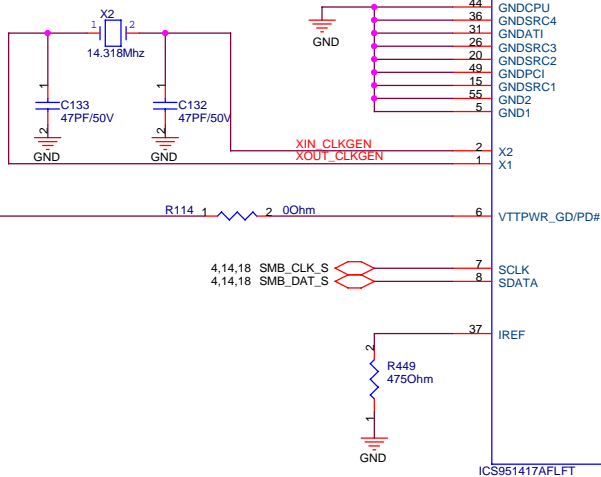 X2
1
2
14.318Mhz
1
C133
47PF/50V
2
GND
1
C132
47PF/50V
2
GND
GND
44 GNDCPU
36 GNDSRC4
31 GNDATI
26 GNDSRC3
20 GNDSRC2
49 GNDPCI
15 GNDSRC1
55 GND2
5 GND1
XIN_CLKGEN
2 X2
XOUT_CLKGEN
1 X1
R114 1 2 0Ohm
6 VTTPWR_GD/PD#
4,14,18 SMB_CLK_S
7 SCLK
4,14,18 SMB_DAT_S
8 SDATA
37 IREF
2
R449
475Ohm
1
GND
ICS951417AFLFT